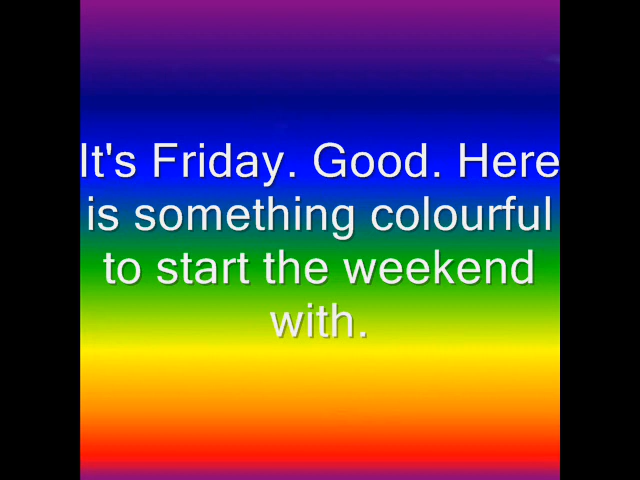 It's Friday. Good. Here
is something colourful
to start the weekend
with.